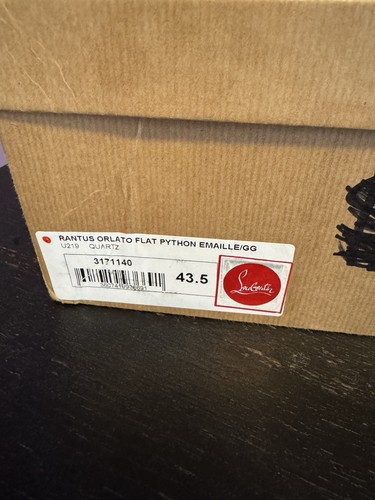 RANTUS ORLATO FLAT PYTHON EMAILLE/GG
U219 QUARTZ
3171140
43.5
Louboutin